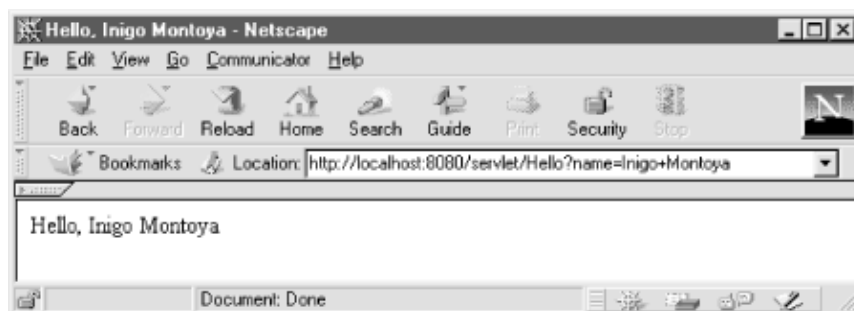 Hello, Inigo Montoya - Netscape
File Edit View Go Communicator Help
Back Forward Reload Home Search Guide Print Security Stop
N
Bookmarks Location: http://localhost:8080/servlet/Hello?name=Inigo+Montoya
Hello, Inigo Montoya
Document: Done